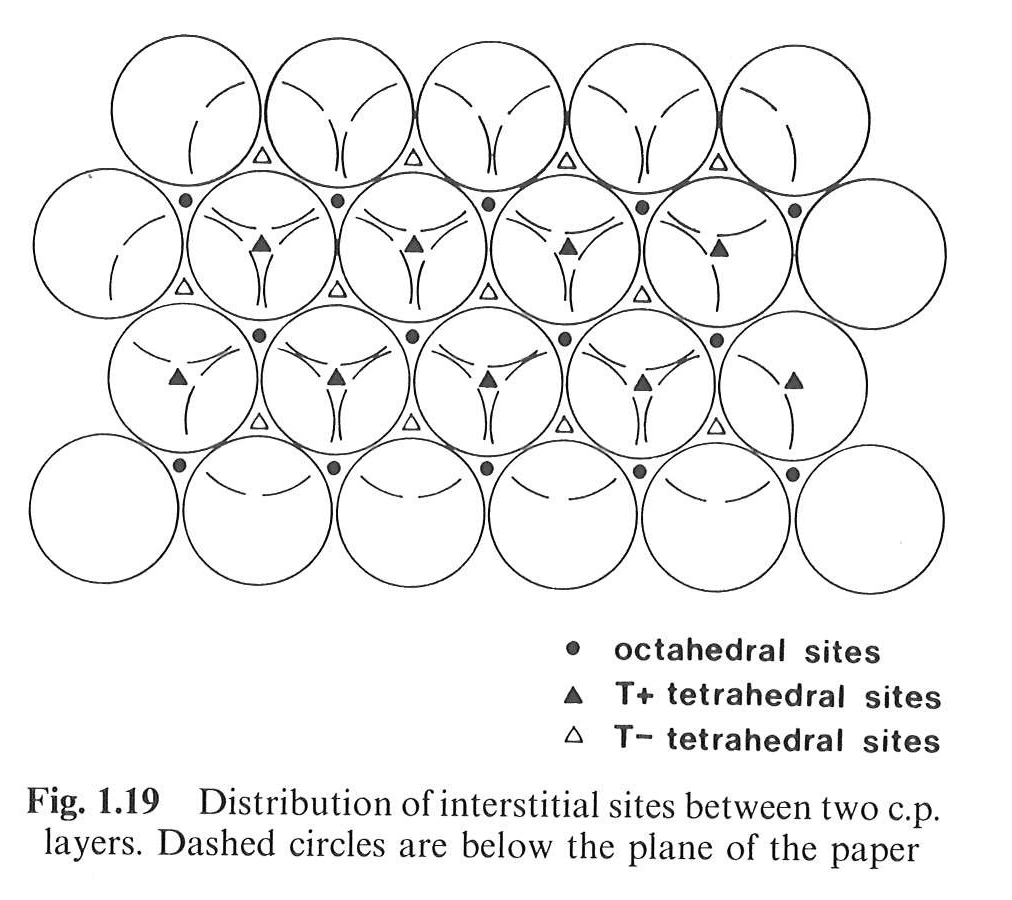 octahedral sites
T+ tetrahedral sites
T− tetrahedral sites
Fig. 1.19 Distribution of interstitial sites between two c.p.
layers. Dashed circles are below the plane of the paper